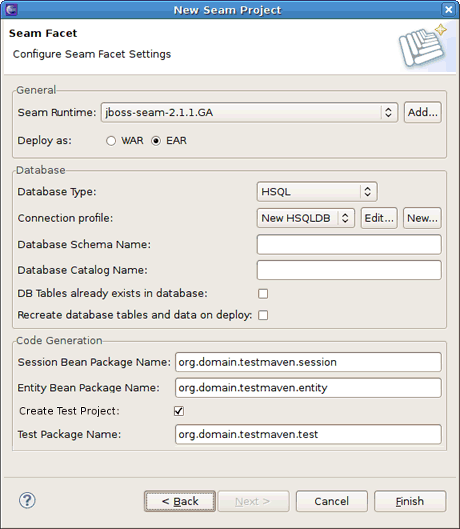 New Seam Project
Seam Facet
Configure Seam Facet Settings
General
Seam Runtime: jboss-seam-2.1.1.GA Add...
Deploy as: WAR EAR
Database
Database Type: HSQL
Connection profile: New HSQLDB Edit... New...
Database Schema Name:
Database Catalog Name:
DB Tables already exists in database:
Recreate database tables and data on deploy:
Code Generation
Session Bean Package Name: org.domain.testmaven.session
Entity Bean Package Name: org.domain.testmaven.entity
Create Test Project:
Test Package Name: org.domain.testmaven.test
? < Back Next > Cancel Finish